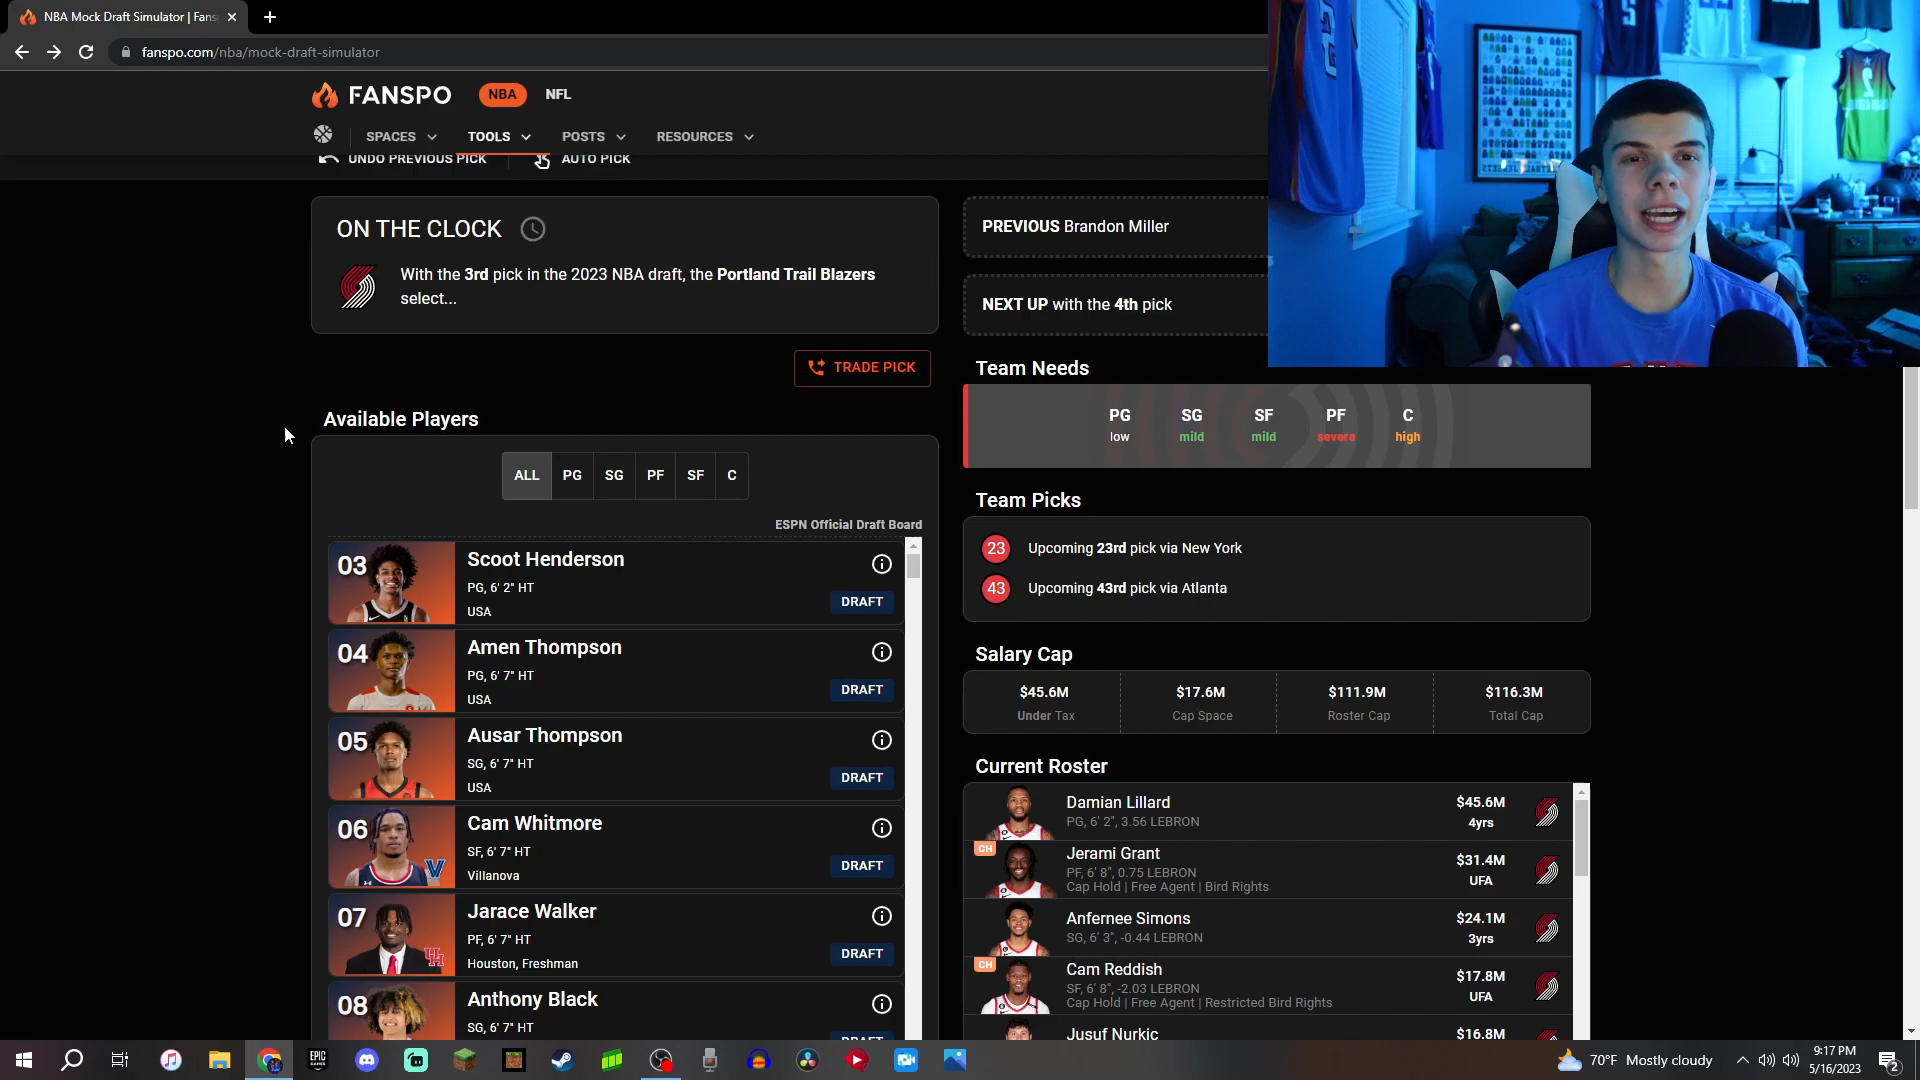 NBA Mock Draft Simulator | Fans
fanspo.com/nba/mock-draft-simulator
FANSPO
NBA
NFL
SPACES
TOOLS
POSTS
RESOURCES
UNDO PREVIOUS PICK
AUTO PICK
ON THE CLOCK
With the 3rd pick in the 2023 NBA draft, the Portland Trail Blazers
select...
PREVIOUS Brandon Miller
NEXT UP with the 4th pick
TRADE PICK
Available Players
ALL
PG
SG
PF
SF
C
ESPN Official Draft Board
03
Scoot Henderson
PG, 6' 2" HT
USA
DRAFT
04
Amen Thompson
PG, 6' 7" HT
USA
DRAFT
05
Ausar Thompson
SG, 6' 7" HT
USA
DRAFT
06
Cam Whitmore
SF, 6' 7" HT
Villanova
DRAFT
07
Jarace Walker
PF, 6' 7" HT
Houston, Freshman
DRAFT
08
Anthony Black
SG, 6' 7" HT
DRAFT
Team Needs
PG SG SF PF C
low mild mild severe high
Team Picks
23 Upcoming 23rd pick via New York
43 Upcoming 43rd pick via Atlanta
Salary Cap
$45.6M $17.6M $111.9M $116.3M
Under Tax Cap Space Roster Cap Total Cap
Current Roster
Damian Lillard
PG, 6' 2", 3.56 LEBRON
$45.6M
4yrs
CH
Jerami Grant
PF, 6' 8", 0.75 LEBRON
Cap Hold | Free Agent | Bird Rights
$31.4M
UFA
Anfernee Simons
SG, 6' 3", -0.44 LEBRON
$24.1M
3yrs
CH
Cam Reddish
SF, 6' 8", -2.03 LEBRON
Cap Hold | Free Agent | Restricted Bird Rights
$17.8M
UFA
Jusuf Nurkic
$16.8M
EPIC
GAMES
70°F Mostly cloudy
9:17 PM
5/16/2023
2